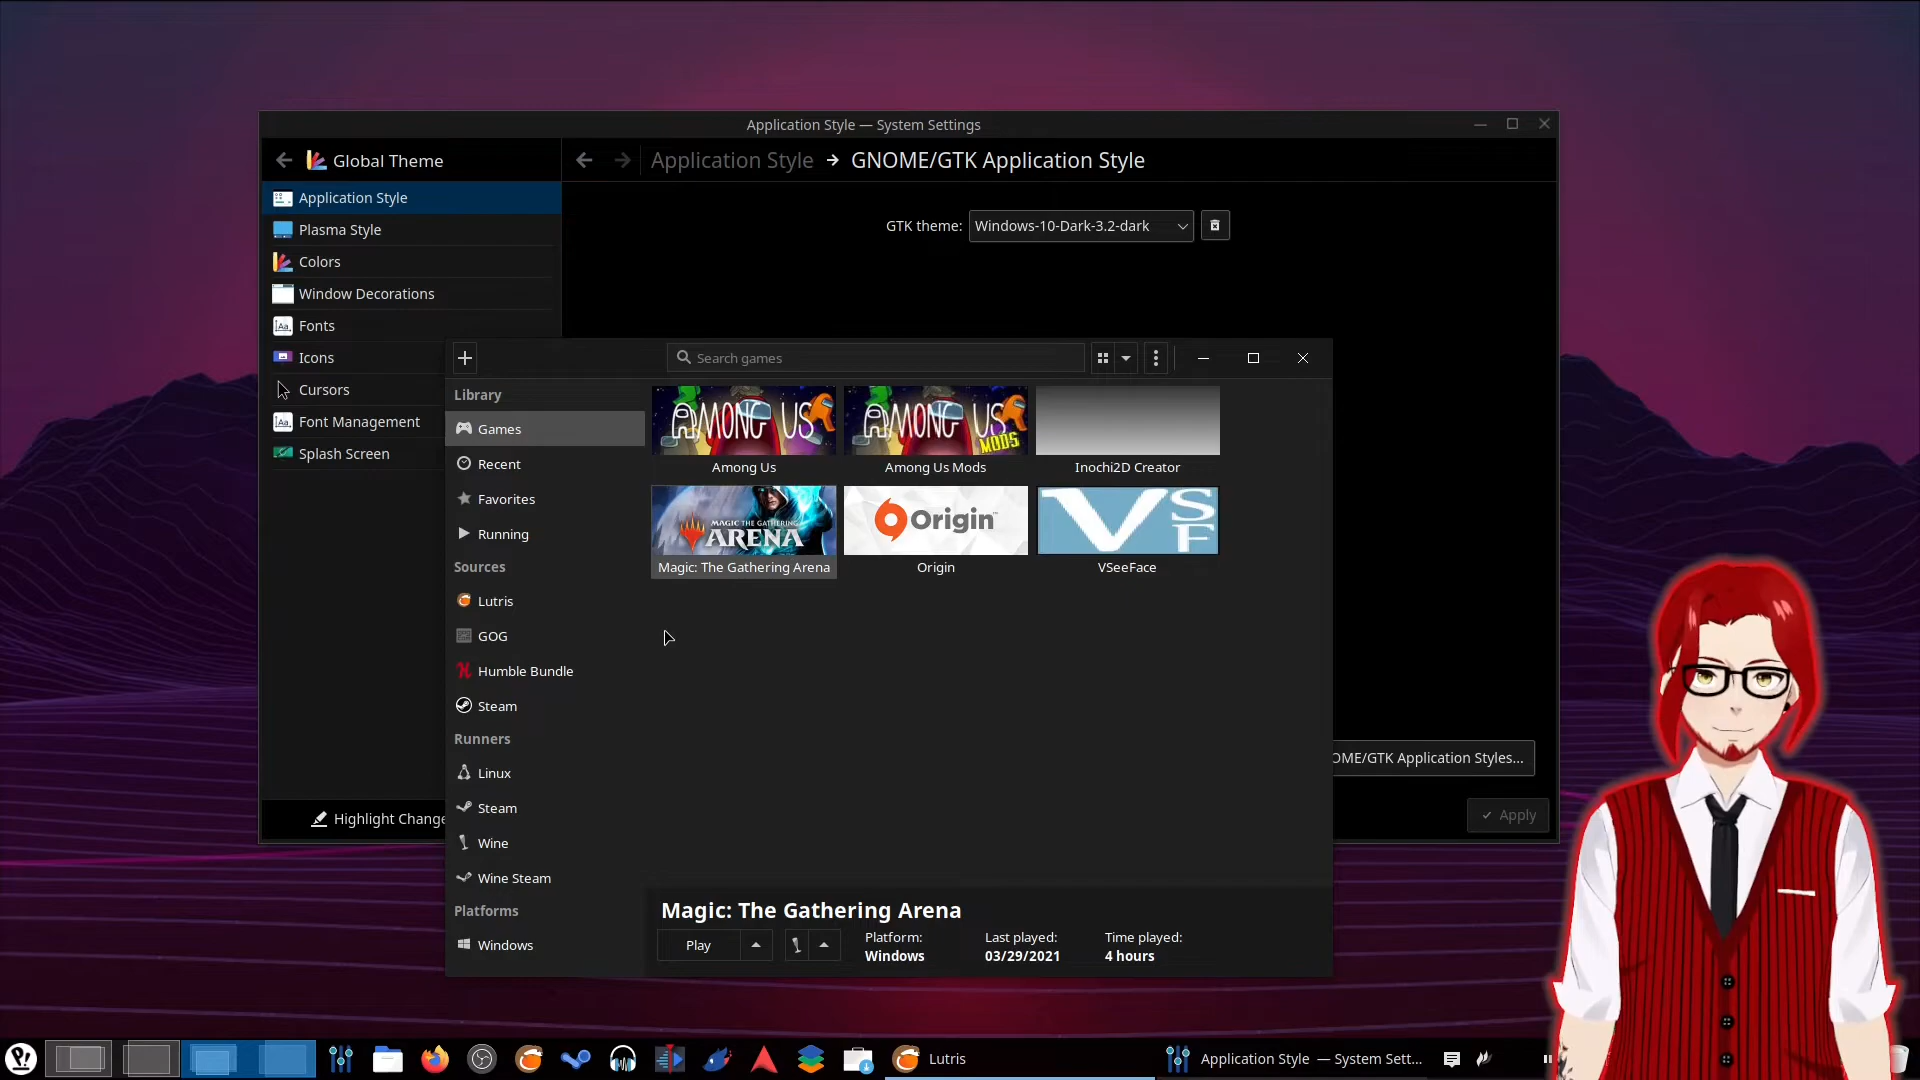 Application Style — System Settings
Global Theme
Application Style
GNOME/GTK Application Style
Application Style
Plasma Style
Colors
Window Decorations
Fonts
Icons
Cursors
Font Management
Splash Screen
Highlight Change
GTK theme:
Windows-10-Dark-3.2-dark
OME/GTK Application Styles...
Apply
Search games
Library
Games
Recent
Favorites
Running
Sources
Lutris
GOG
Humble Bundle
Steam
Runners
Linux
Steam
Wine
Wine Steam
Platforms
Windows
AMONG US
AMONG US
MODS
Among Us
Among Us Mods
Inochi2D Creator
MAGIC THE GATHERING
ARENA
Origin
VSF
Magic: The Gathering Arena
Origin
VSeeFace
Magic: The Gathering Arena
Play
Platform:
Windows
Last played:
03/29/2021
Time played:
4 hours
Lutris
Application Style — System Sett...